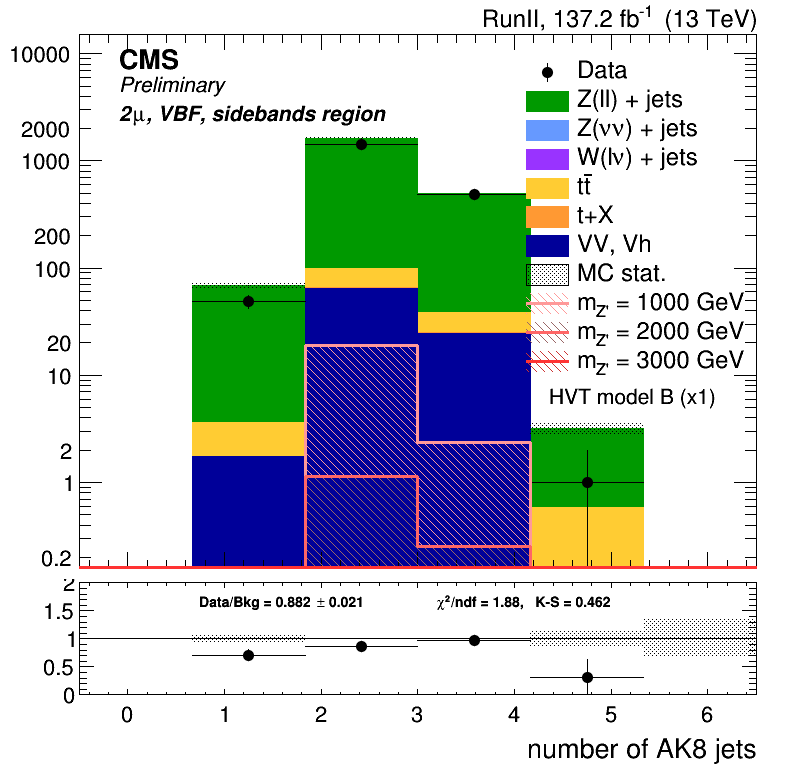 RunII, 137.2 fb⁻¹ (13 TeV)
CMS
Preliminary
2μ, VBF, sidebands region
Data
Z(ll) + jets
Z(νν) + jets
W(lν) + jets
tt̄
t+X
VV, Vh
MC stat.
m_Z' = 1000 GeV
m_Z' = 2000 GeV
m_Z' = 3000 GeV
HVT model B (x1)
10000
2000
1000
200
100
20
10
2
1
0.2
Data/Bkg = 0.882 ± 0.021
χ²/ndf = 1.88, K-S = 0.462
2
1.5
1
0.5
0
0 1 2 3 4 5 6
number of AK8 jets